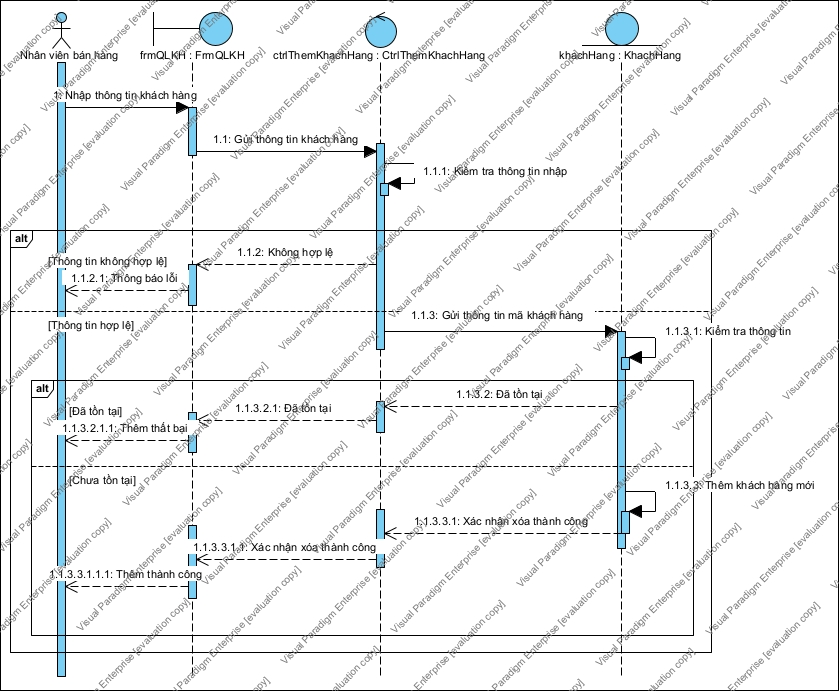 Nhân viên bán hàng
frmQLKH : FrmQLKH
ctrlThemKhachHang : CtrlThemKhachHang
khachHang : KhachHang
1: Nhập thông tin khách hàng
1.1: Gửi thông tin khách hàng
1.1.1: Kiểm tra thông tin nhập
alt
[Thông tin không hợp lệ]
1.1.2: Không hợp lệ
1.1.2.1: Thông báo lỗi
[Thông tin hợp lệ]
1.1.3: Gửi thông tin mã khách hàng
1.1.3.1: Kiểm tra thông tin
alt
[Đã tồn tại]
1.1.3.2: Đã tồn tại
1.1.3.2.1: Đã tồn tại
1.1.3.2.1.1: Thêm thất bại
[Chưa tồn tại]
1.1.3.3: Thêm khách hàng mới
1.1.3.3.1: Xác nhận xóa thành công
1.1.3.3.1.1: Xác nhận xóa thành công
1.1.3.3.1.1.1: Thêm thành công
Visual Paradigm Enterprise [evaluation copy]